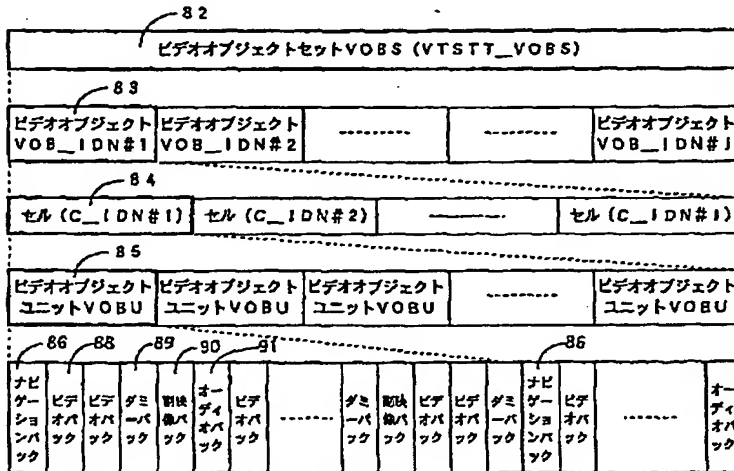 82
ビデオオブジェクトセットVOBS (VTSTT_VOBS)
83
ビデオオブジェクト
VOB_IDN#1
ビデオオブジェクト
VOB_IDN#2
ビデオオブジェクト
VOB_IDN#J
84
セル (C_IDN#1)
セル (C_IDN#2)
セル (C_IDN#I)
85
ビデオオブジェクト
ユニットVOBU
ビデオオブジェクト
ユニットVOBU
ビデオオブジェクト
ユニットVOBU
ビデオオブジェクト
ユニットVOBU
86
88
89
90
91
86
ナビゲーションパック
ビデオパック
ビデオパック
ダミーパック
副映像パック
オーディオパック
ビデオパック
ダミーパック
副映像パック
ビデオパック
ビデオパック
ダミーパック
ナビゲーションパック
ビデオパック
オーディオパック